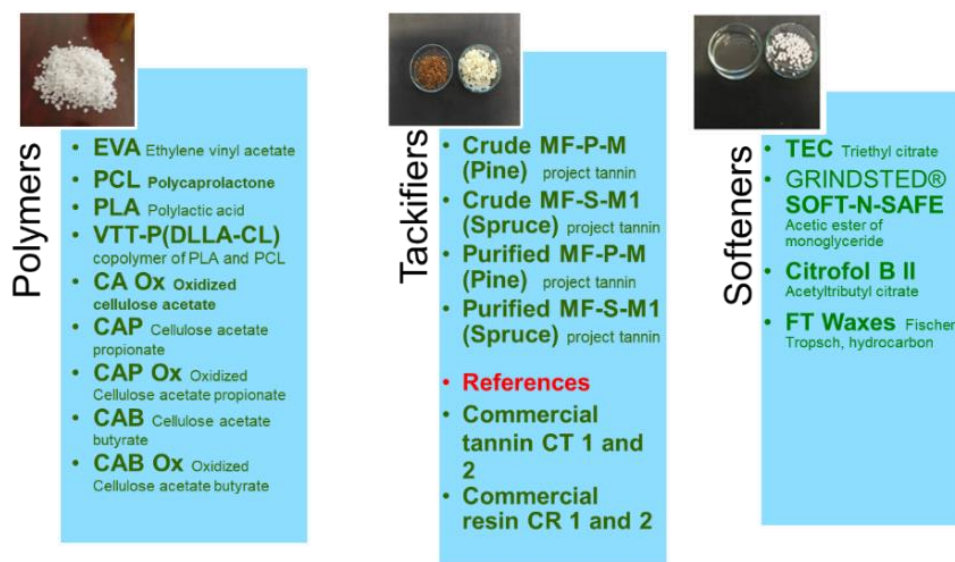 Polymers
• EVA Ethylene vinyl acetate
• PCL Polycaprolactone
• PLA Polylactic acid
• VTT-P(DLLA-CL)
copolymer of PLA and PCL
• CA Ox Oxidized
cellulose acetate
• CAP Cellulose acetate
propionate
• CAP Ox Oxidized
Cellulose acetate propionate
• CAB Cellulose acetate
butyrate
• CAB Ox Oxidized
Cellulose acetate butyrate
Tackifiers
• Crude MF-P-M
(Pine) project tannin
• Crude MF-S-M1
(Spruce) project tannin
• Purified MF-P-M
(Pine) project tannin
• Purified MF-S-M1
(Spruce) project tannin
• References
• Commercial
tannin CT 1 and
2
• Commercial
resin CR 1 and 2
Softeners
• TEC Triethyl citrate
• GRINDSTED®
SOFT-N-SAFE
Acetic ester of
monoglyceride
• Citrofol B II
Acetyltributyl citrate
• FT Waxes Fischer
Tropsch, hydrocarbon